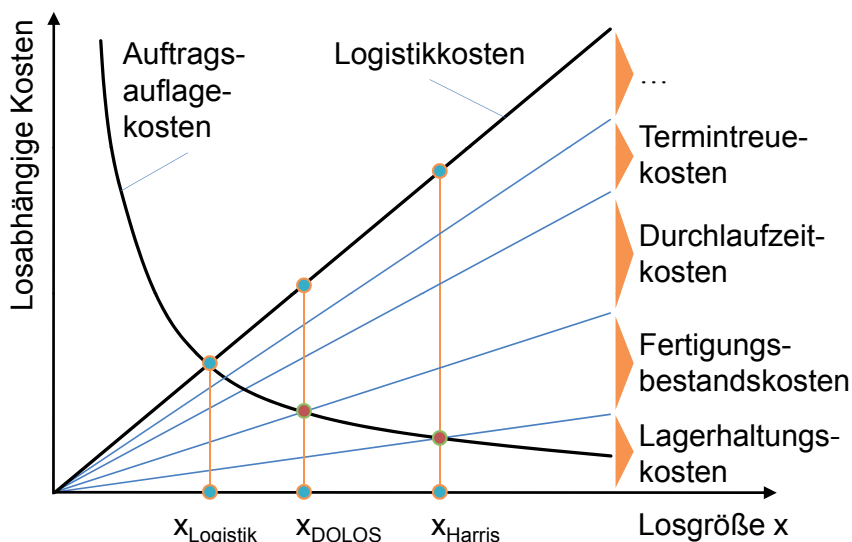 Losabhängige Kosten
Auftrags-
auflage-
kosten
Logistikkosten
…
Termintreue-
kosten
Durchlaufzeit-
kosten
Fertigungs-
bestandskosten
Lagerhaltungs-
kosten
xLogistik
xDOLOS
xHarris
Losgröße x